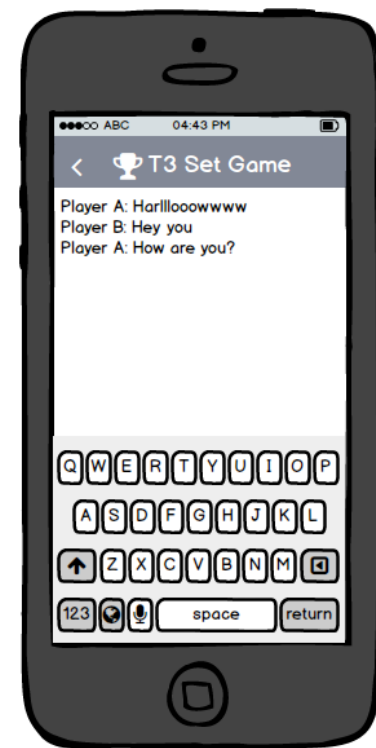 ABC 04:43 PM
T3 Set Game
Player A: Harlllooowwww
Player B: Hey you
Player A: How are you?
Q W E R T Y U I O P
A S D F G H J K L
Z X C V B N M
123 space return